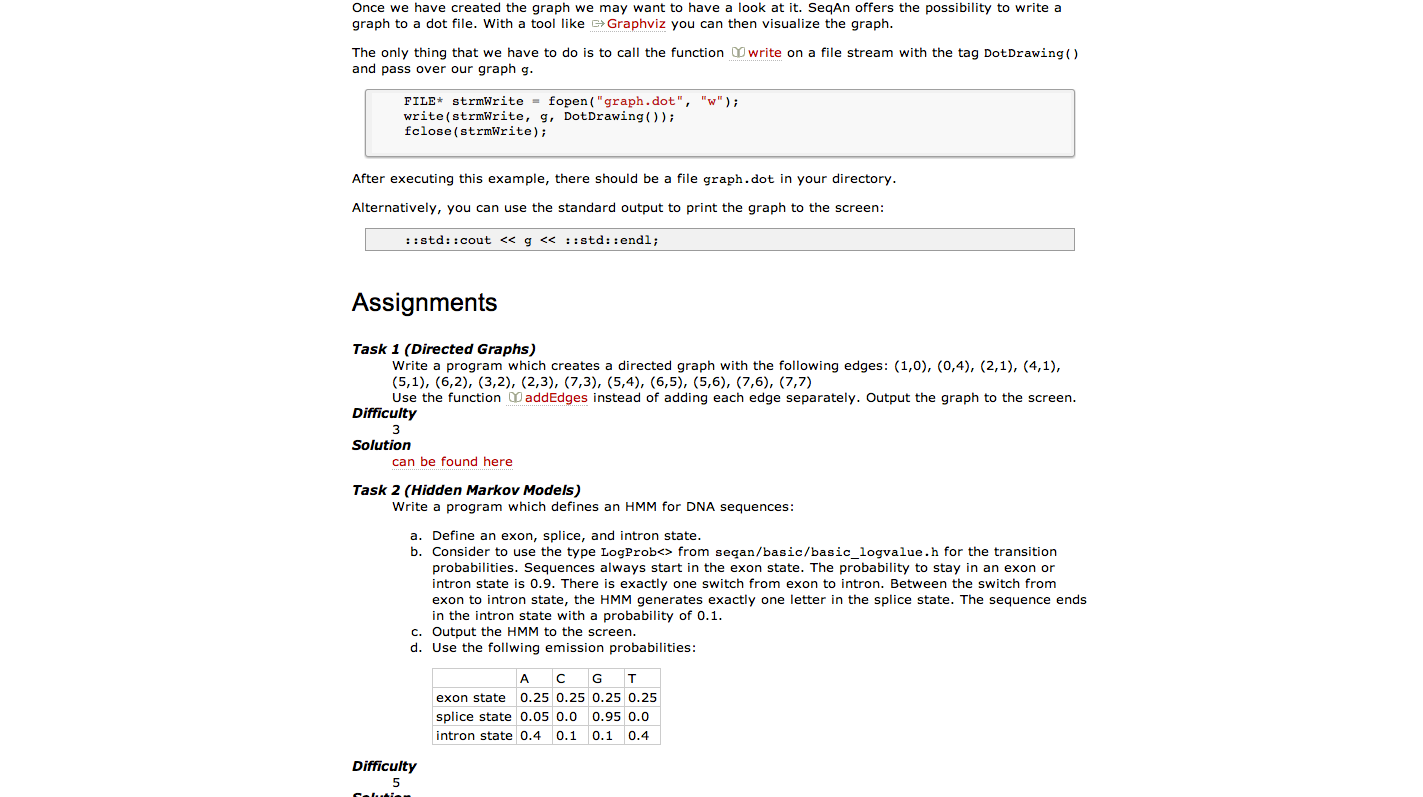 Once we have created the graph we may want to have a look at it. SeqAn offers the possibility to write a
graph to a dot file. With a tool like Graphviz you can then visualize the graph.
The only thing that we have to do is to call the function write on a file stream with the tag DotDrawing()
and pass over our graph g.
FILE* strmWrite = fopen("graph.dot", "w");
write(strmWrite, g, DotDrawing());
fclose(strmWrite);
After executing this example, there should be a file graph.dot in your directory.
Alternatively, you can use the standard output to print the graph to the screen:
::std::cout << g << ::std::endl;
Assignments
Task 1 (Directed Graphs)
Write a program which creates a directed graph with the following edges: (1,0), (0,4), (2,1), (4,1),
(5,1), (6,2), (3,2), (2,3), (7,3), (5,4), (6,5), (5,6), (7,6), (7,7)
Use the function addEdges instead of adding each edge separately. Output the graph to the screen.
Difficulty
3
Solution
can be found here
Task 2 (Hidden Markov Models)
Write a program which defines an HMM for DNA sequences:
a. Define an exon, splice, and intron state.
b. Consider to use the type LogProb<> from seqan/basic/basic_logvalue.h for the transition
probabilities. Sequences always start in the exon state. The probability to stay in an exon or
intron state is 0.9. There is exactly one switch from exon to intron. Between the switch from
exon to intron state, the HMM generates exactly one letter in the splice state. The sequence ends
in the intron state with a probability of 0.1.
c. Output the HMM to the screen.
d. Use the follwing emission probabilities:
A C G T
exon state 0.25 0.25 0.25 0.25
splice state 0.05 0.0 0.95 0.0
intron state 0.4 0.1 0.1 0.4
Difficulty
5
Solution